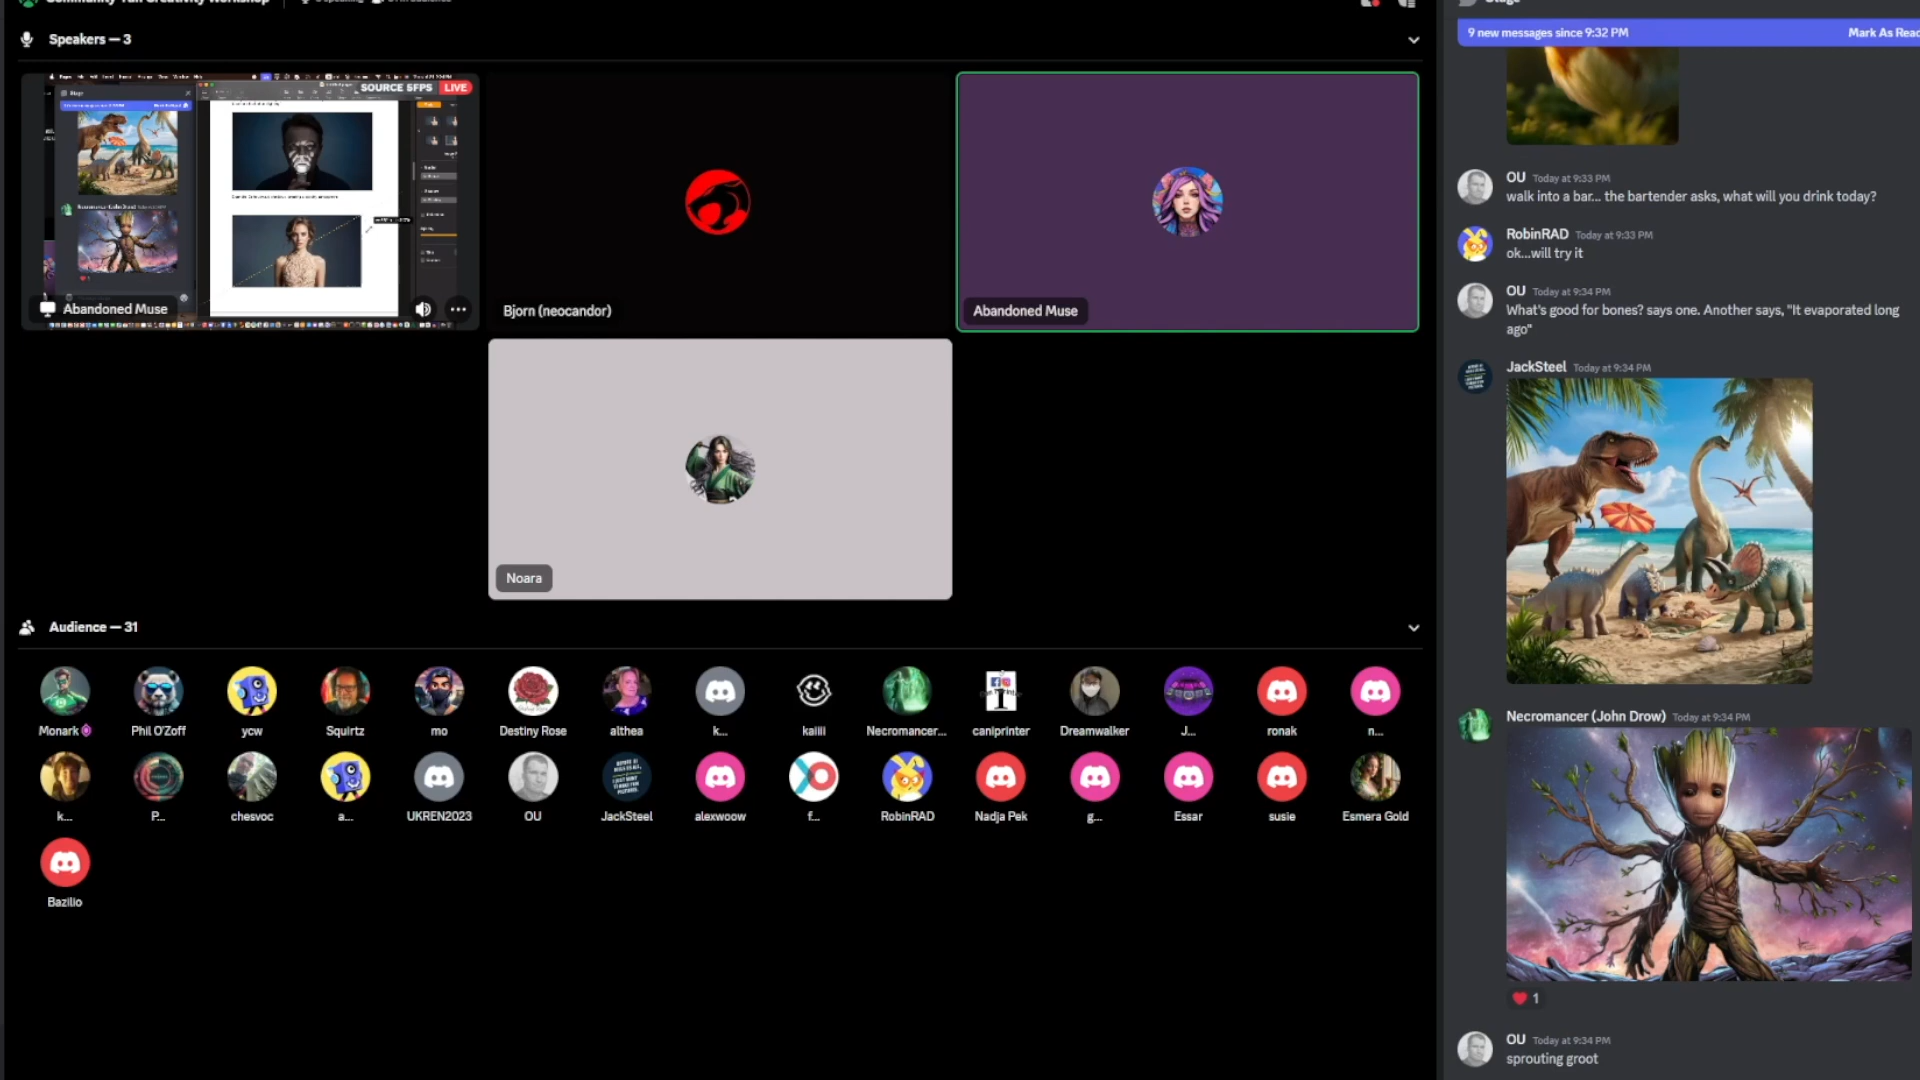 Community Fun Creativity Workshop
Stage
Speakers — 3
9 new messages since 9:32 PM
Mark As Read
SOURCE 5FPS
LIVE
Abandoned Muse
Bjorn (neocandor)
Abandoned Muse
Noara
Audience — 31
Monark
Phil O'Zoff
ycw
Squirtz
mo
Destiny Rose
althea
k...
kaiiii
Necromancer...
caniprinter
Dreamwalker
J...
ronak
n...
k...
P...
chesvoc
a...
UKREN2023
OU
JackSteel
alexwoow
f...
RobinRAD
Nadja Pek
g...
Essar
susie
Esmera Gold
Bazilio
OU Today at 9:33 PM
walk into a bar... the bartender asks, what will you drink today?
RobinRAD Today at 9:33 PM
ok...will try it
OU Today at 9:34 PM
What's good for bones? says one. Another says, "It evaporated long
ago"
JackSteel Today at 9:34 PM
Necromancer (John Drow) Today at 9:34 PM
1
OU Today at 9:34 PM
sprouting groot